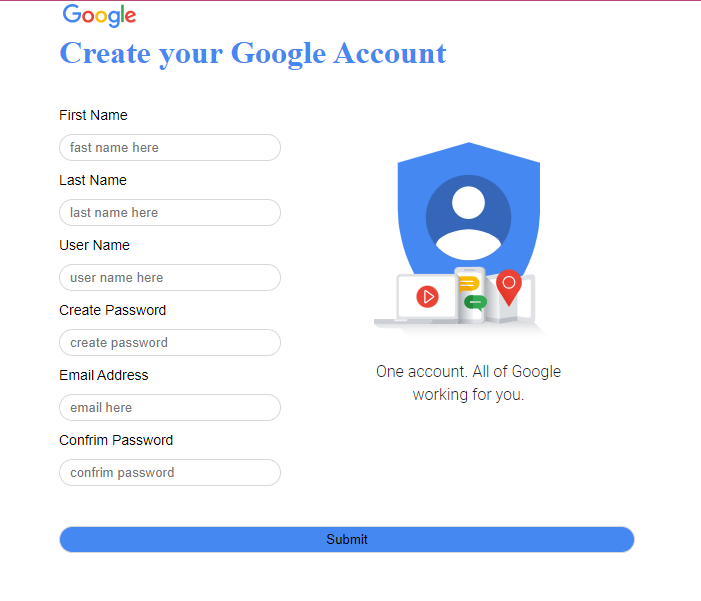 Google
Create your Google Account
First Name
fast name here
Last Name
last name here
User Name
user name here
Create Password
create password
Email Address
email here
Confrim Password
confrim password
One account. All of Google
working for you.
Submit